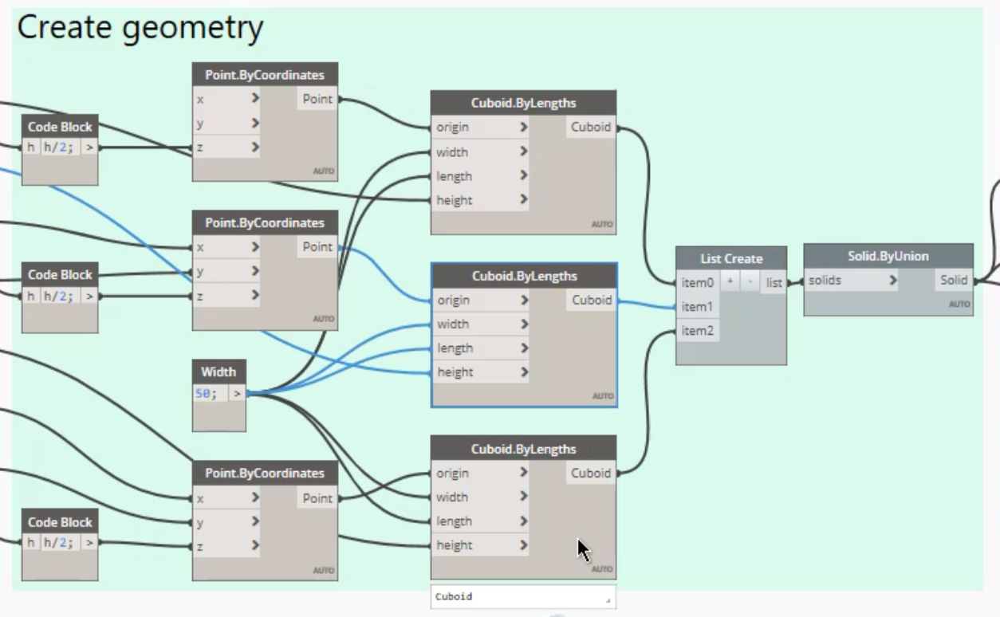 Create geometry
Point.ByCoordinates
x > Point
y >
z >
AUTO
Code Block
h h/2; >
Cuboid.ByLengths
origin > Cuboid
width >
length >
height >
AUTO
Point.ByCoordinates
x > Point
y >
z >
AUTO
Code Block
h h/2; >
Cuboid.ByLengths
origin > Cuboid
width >
length >
height >
AUTO
List Create
item0 + - list
item1
item2
Solid.ByUnion
solids > Solid
AUTO
Width
50; >
Point.ByCoordinates
x > Point
y >
z >
AUTO
Code Block
h h/2; >
Cuboid.ByLengths
origin > Cuboid
width >
length >
height >
AUTO
Cuboid